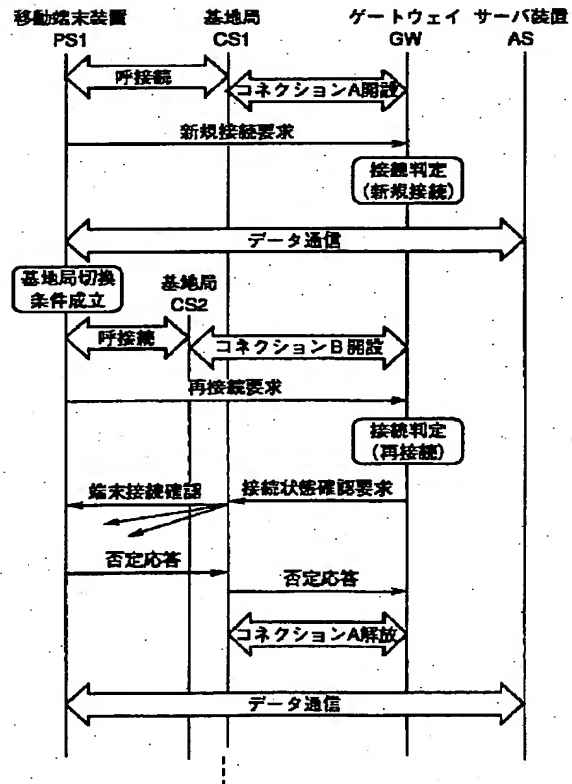 移動端末装置
PS1
基地局
CS1
ゲートウェイ
GW
サーバ装置
AS
呼接続
コネクションA開設
新規接続要求
接続判定
(新規接続)
データ通信
基地局切換
条件成立
基地局
CS2
呼接続
コネクションB開設
再接続要求
接続判定
(再接続)
端末接続確認
接続状態確認要求
否定応答
否定応答
コネクションA解放
データ通信